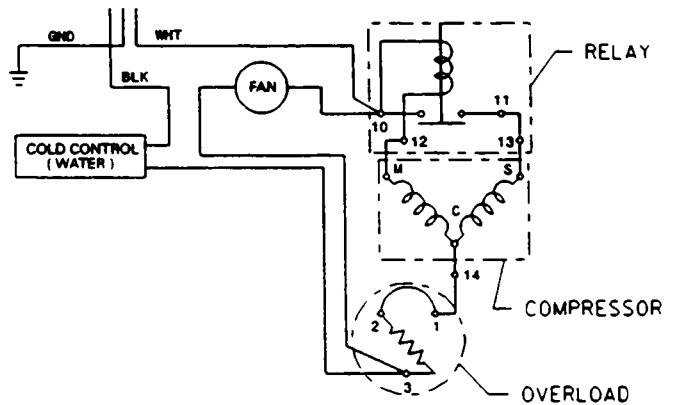 GND
WHT
BLK
FAN
RELAY
10
11
12
13
COLD CONTROL
( WATER )
M
S
C
14
COMPRESSOR
2
1
3
OVERLOAD